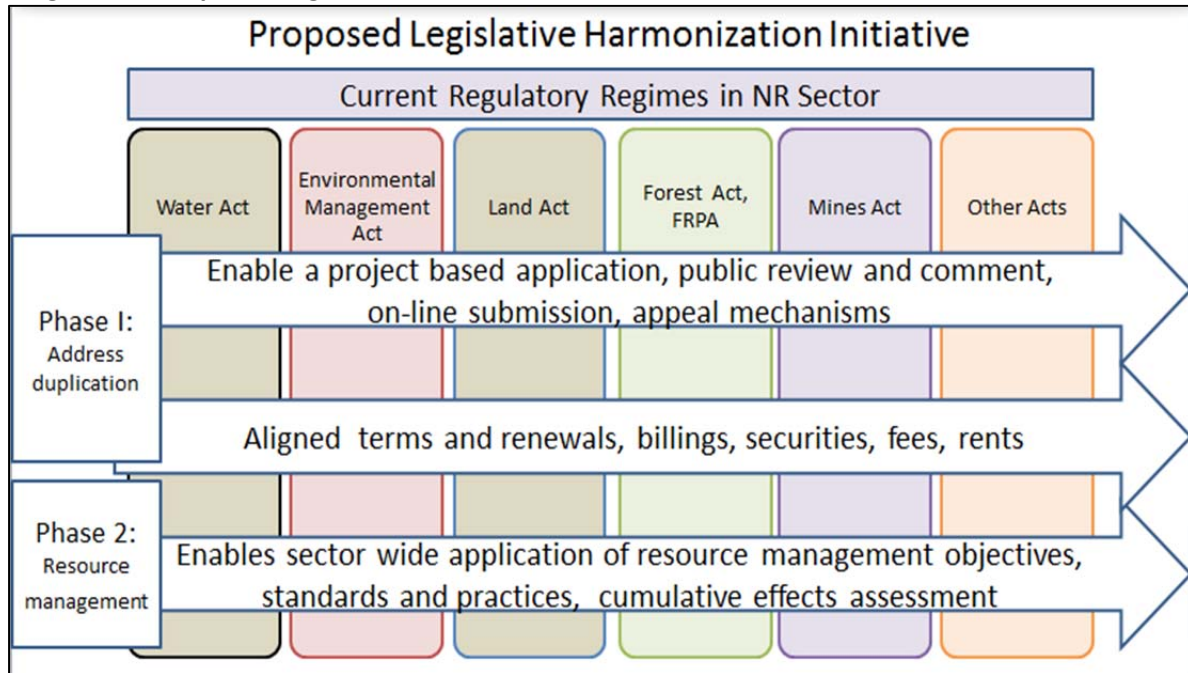 Proposed Legislative Harmonization Initiative
Current Regulatory Regimes in NR Sector
Water Act
Environmental
Management
Act
Land Act
Forest Act,
FRPA
Mines Act
Other Acts
Phase I:
Address
duplication
Enable a project based application, public review and comment,
on-line submission, appeal mechanisms
Aligned terms and renewals, billings, securities, fees, rents
Phase 2:
Resource
management
Enables sector wide application of resource management objectives,
standards and practices, cumulative effects assessment